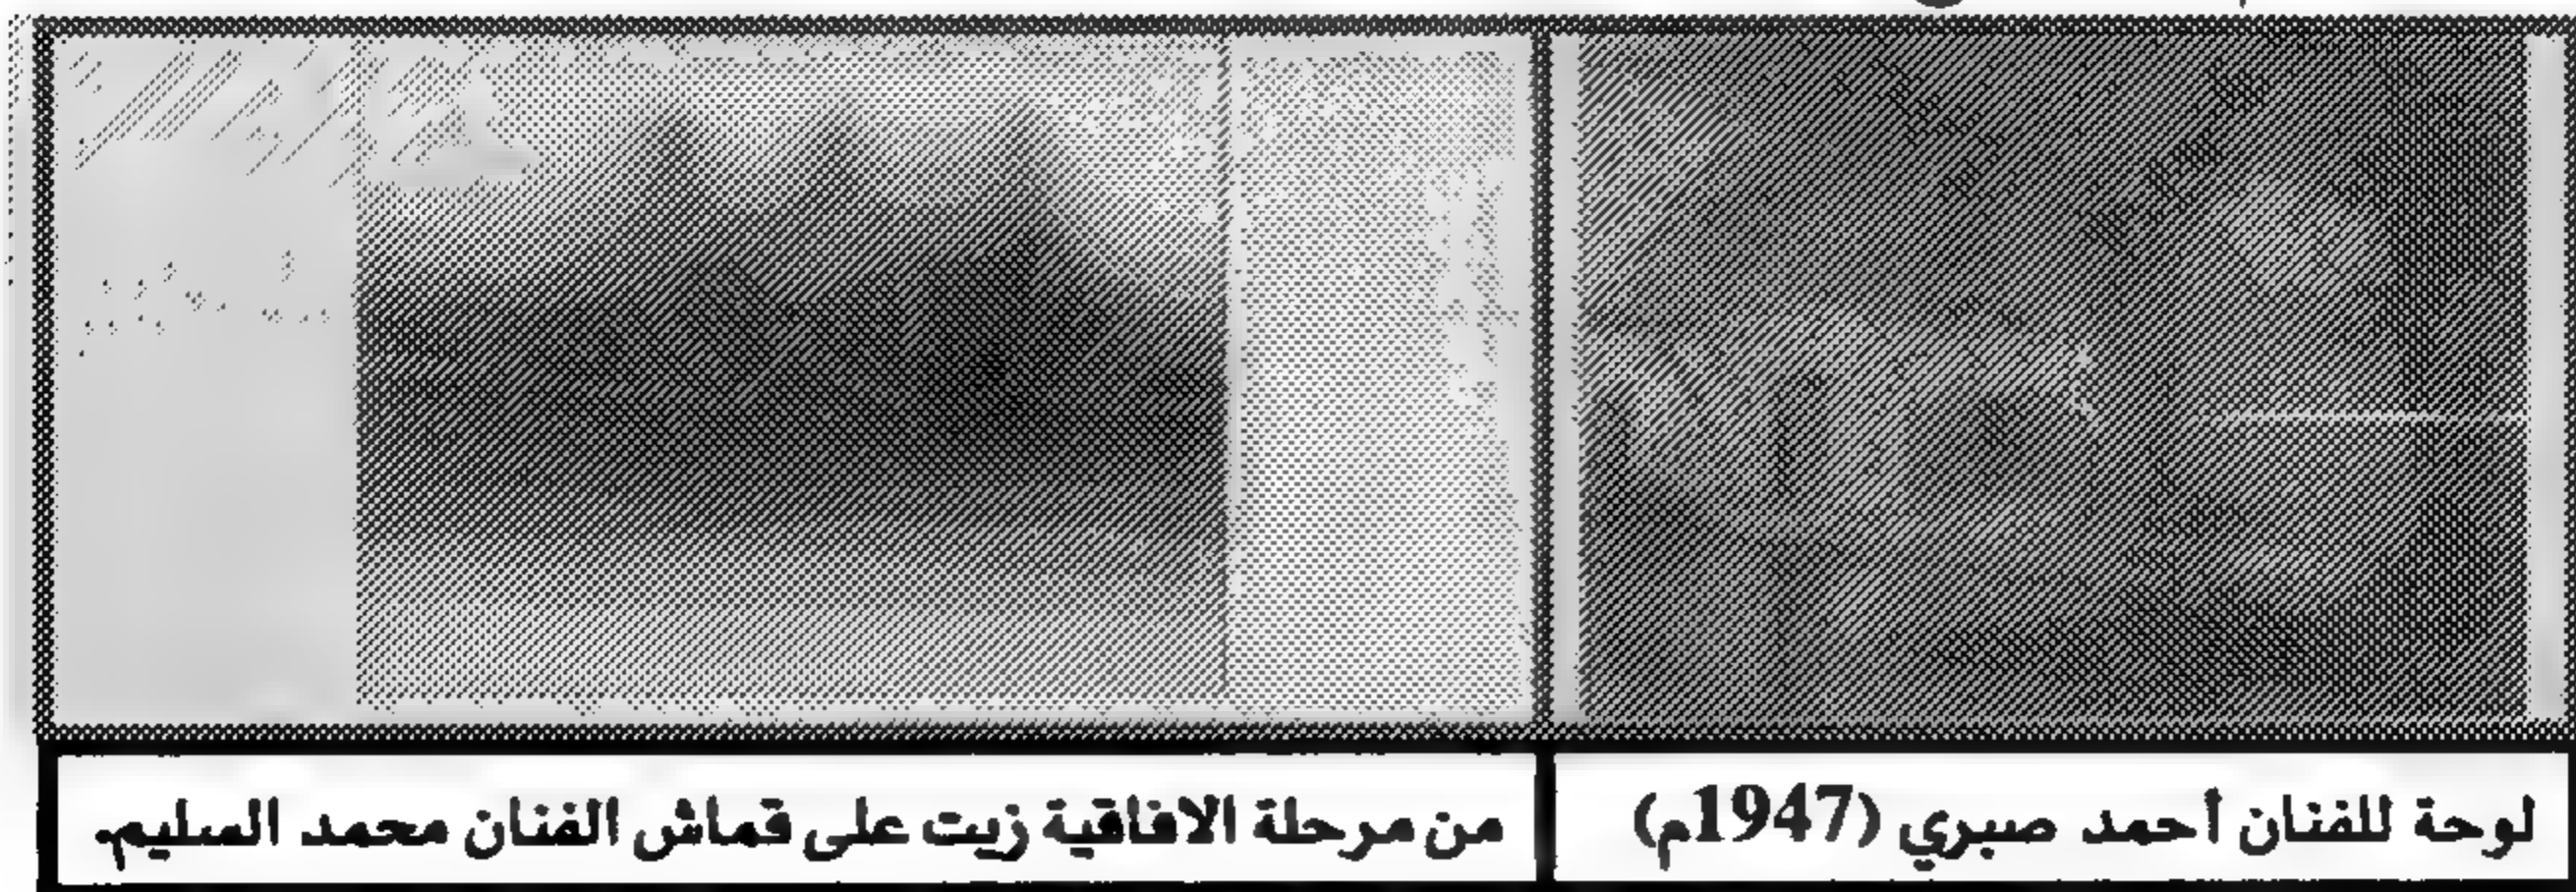 لوحة للفنان أحمد صبري (1947م)
من مرحلة الافاقية زيت على قماش الفنان محمد السليم.